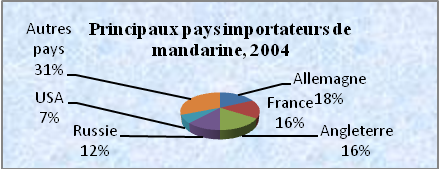 Principaux pays importateurs de
mandarine, 2004
Autres
pays
31%
Allemagne
18%
USA
7%
France
16%
Russie
12%
Angleterre
16%